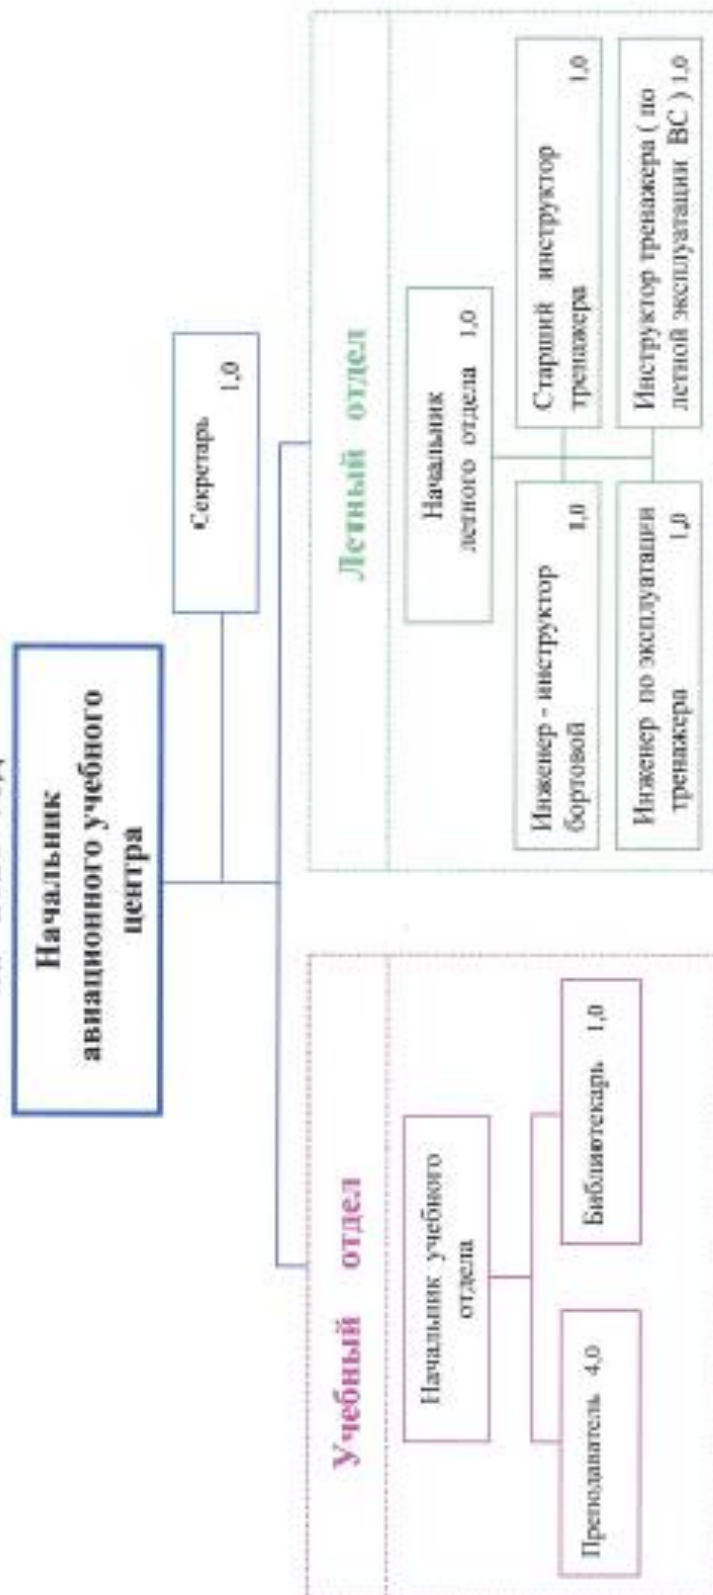 Начальник
авиационного учебного
центра
Секретарь
1,0
Учебный отдел
Начальник учебного
отдела
Преподаватель 4,0
Библиотекарь 1,0
Летный отдел
Начальник
летного отдела 1,0
Инженер - инструктор
бортовой 1,0
Старший инструктор
тренажера 1,0
Инженер по эксплуатации
тренажера 1,0
Инструктор тренажера ( по
летной эксплуатации ВС ) 1,0